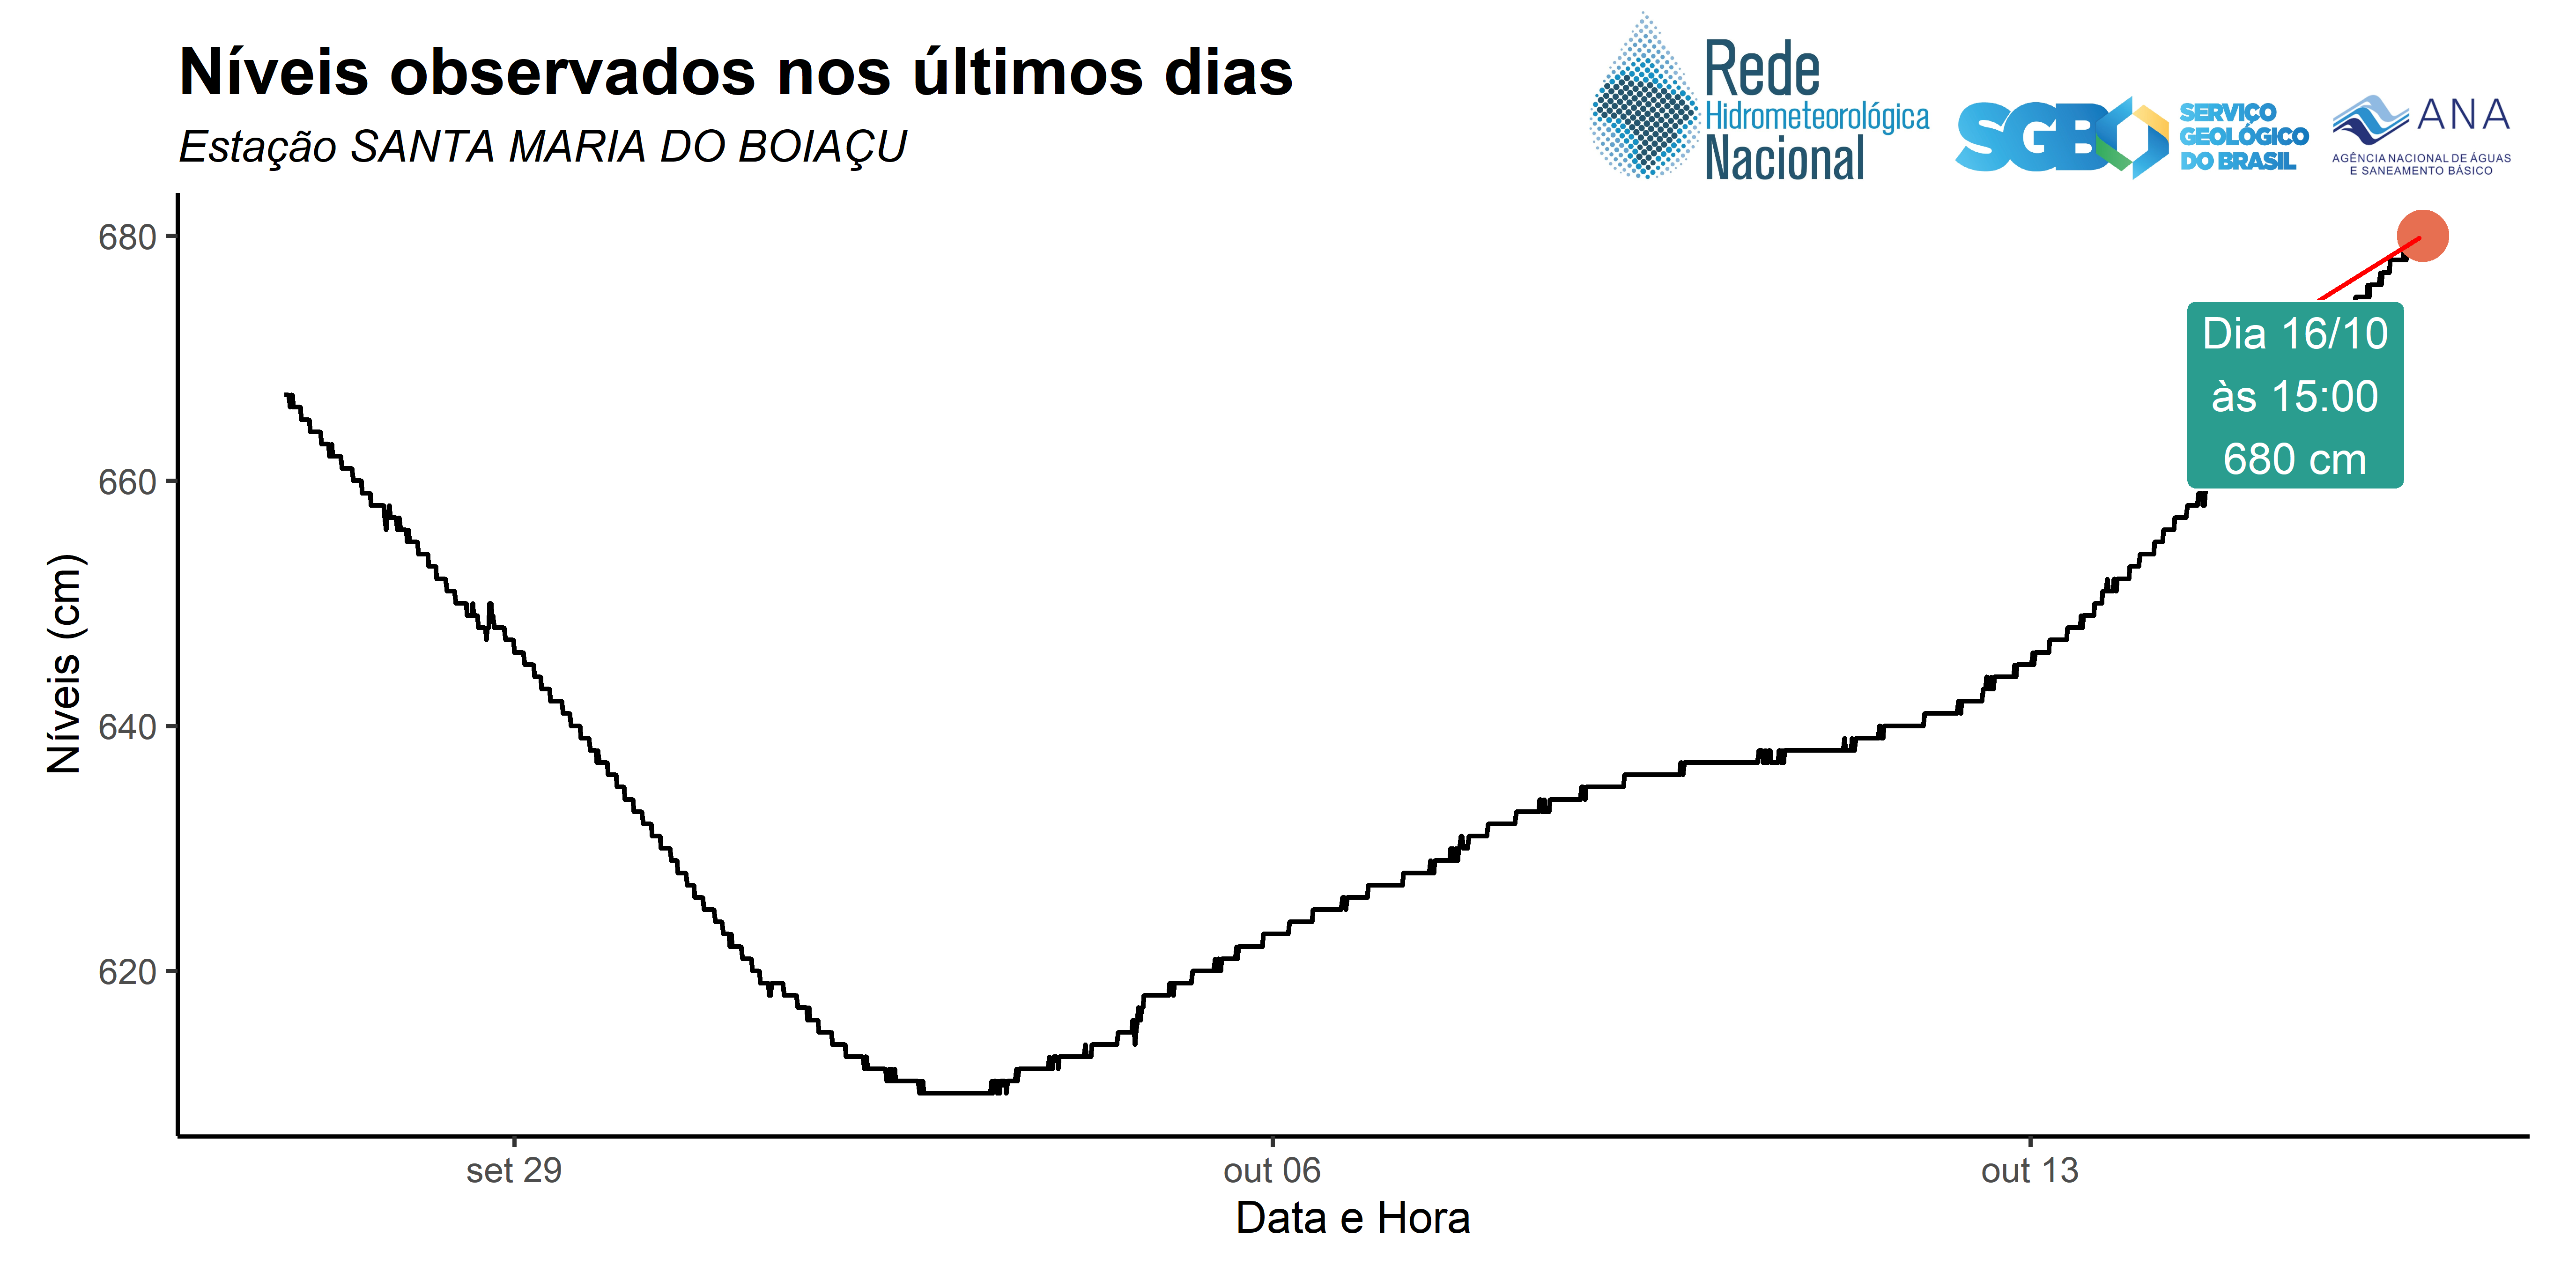 Níveis observados nos últimos dias
Estação SANTA MARIA DO BOIAÇU
Rede
Hidrometeorológica
Nacional
SGB
SERVIÇO
GEOLÓGICO
DO BRASIL
ANA
AGÊNCIA NACIONAL DE ÁGUAS
E SANEAMENTO BÁSICO
680
660
640
620
Níveis (cm)
Dia 16/10
às 15:00
680 cm
set 29
out 06
out 13
Data e Hora